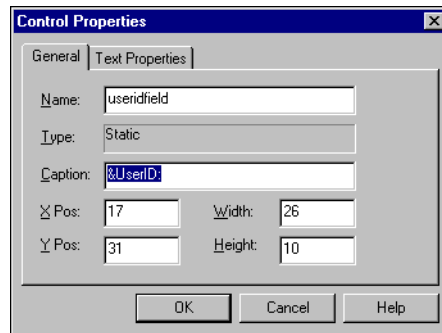 Control Properties
General Text Properties
Name: useridfield
Type: Static
Caption: &UserID:
X Pos: 17 Width: 26
Y Pos: 31 Height: 10
OK Cancel Help